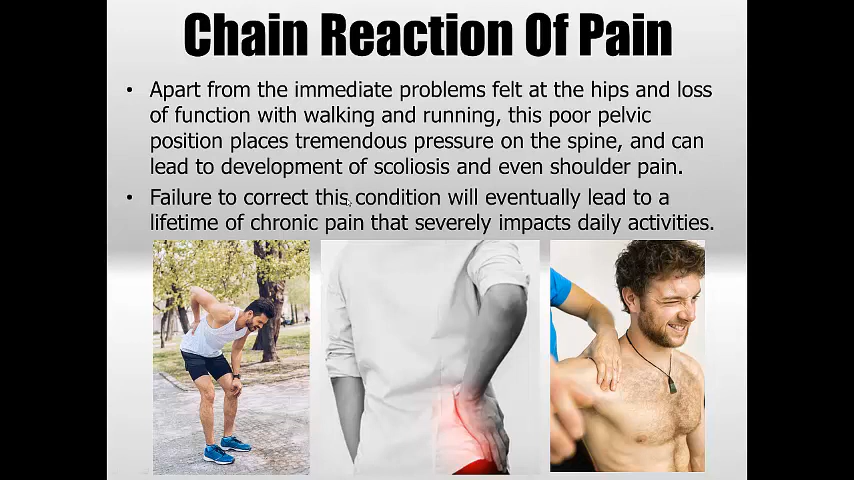 Chain Reaction Of Pain
• Apart from the immediate problems felt at the hips and loss
of function with walking and running, this poor pelvic
position places tremendous pressure on the spine, and can
lead to development of scoliosis and even shoulder pain.
• Failure to correct this condition will eventually lead to a
lifetime of chronic pain that severely impacts daily activities.